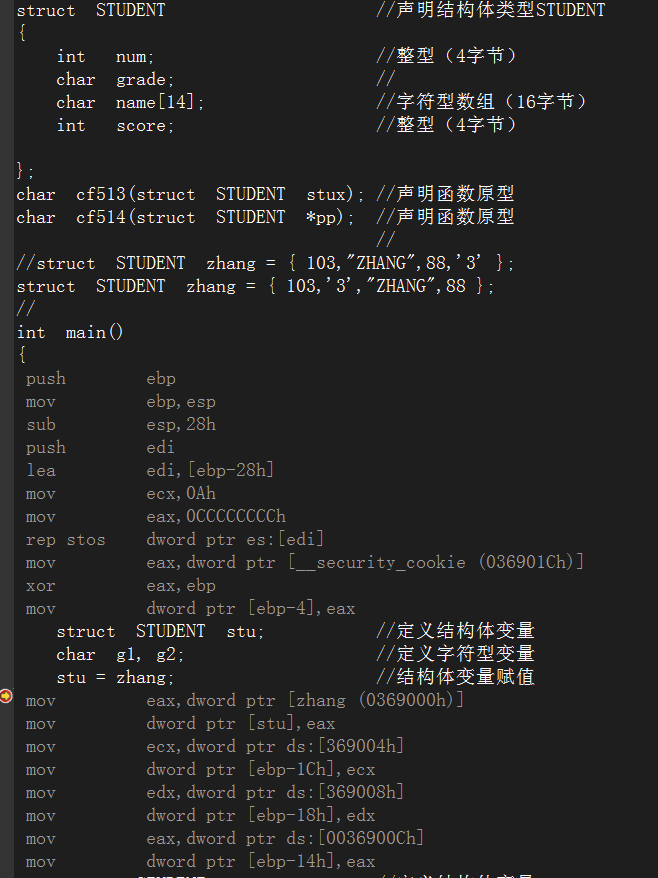 struct  STUDENT                     //声明结构体类型STUDENT
{
    int   num;                      //整型（4字节）
    char  grade;                    //
    char  name[14];                 //字符型数组（16字节）
    int   score;                    //整型（4字节）
};
char  cf513(struct  STUDENT  stux); //声明函数原型
char  cf514(struct  STUDENT  *pp);  //声明函数原型
                                    //
//struct  STUDENT  zhang = { 103,"ZHANG",88,'3' };
struct  STUDENT  zhang = { 103,'3',"ZHANG",88 };
//
int  main()
{
 push        ebp
 mov         ebp,esp
 sub         esp,28h
 push        edi
 lea         edi,[ebp-28h]
 mov         ecx,0Ah
 mov         eax,0CCCCCCCCh
 rep stos    dword ptr es:[edi]
 mov         eax,dword ptr [__security_cookie (036901Ch)]
 xor         eax,ebp
 mov         dword ptr [ebp-4],eax
    struct  STUDENT  stu;           //定义结构体变量
    char  g1, g2;                   //定义字符型变量
    stu = zhang;                    //结构体变量赋值
 mov         eax,dword ptr [zhang (0369000h)]
 mov         dword ptr [stu],eax
 mov         ecx,dword ptr ds:[369004h]
 mov         dword ptr [ebp-1Ch],ecx
 mov         edx,dword ptr ds:[369008h]
 mov         dword ptr [ebp-18h],edx
 mov         eax,dword ptr ds:[0036900Ch]
 mov         dword ptr [ebp-14h],eax